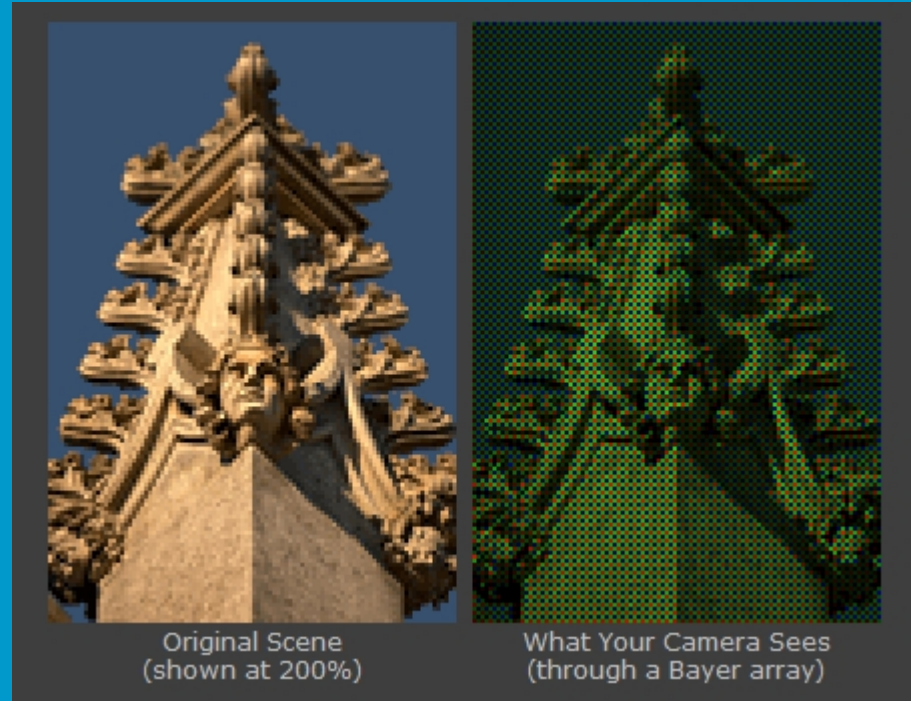 Original Scene
(shown at 200%)
What Your Camera Sees
(through a Bayer array)